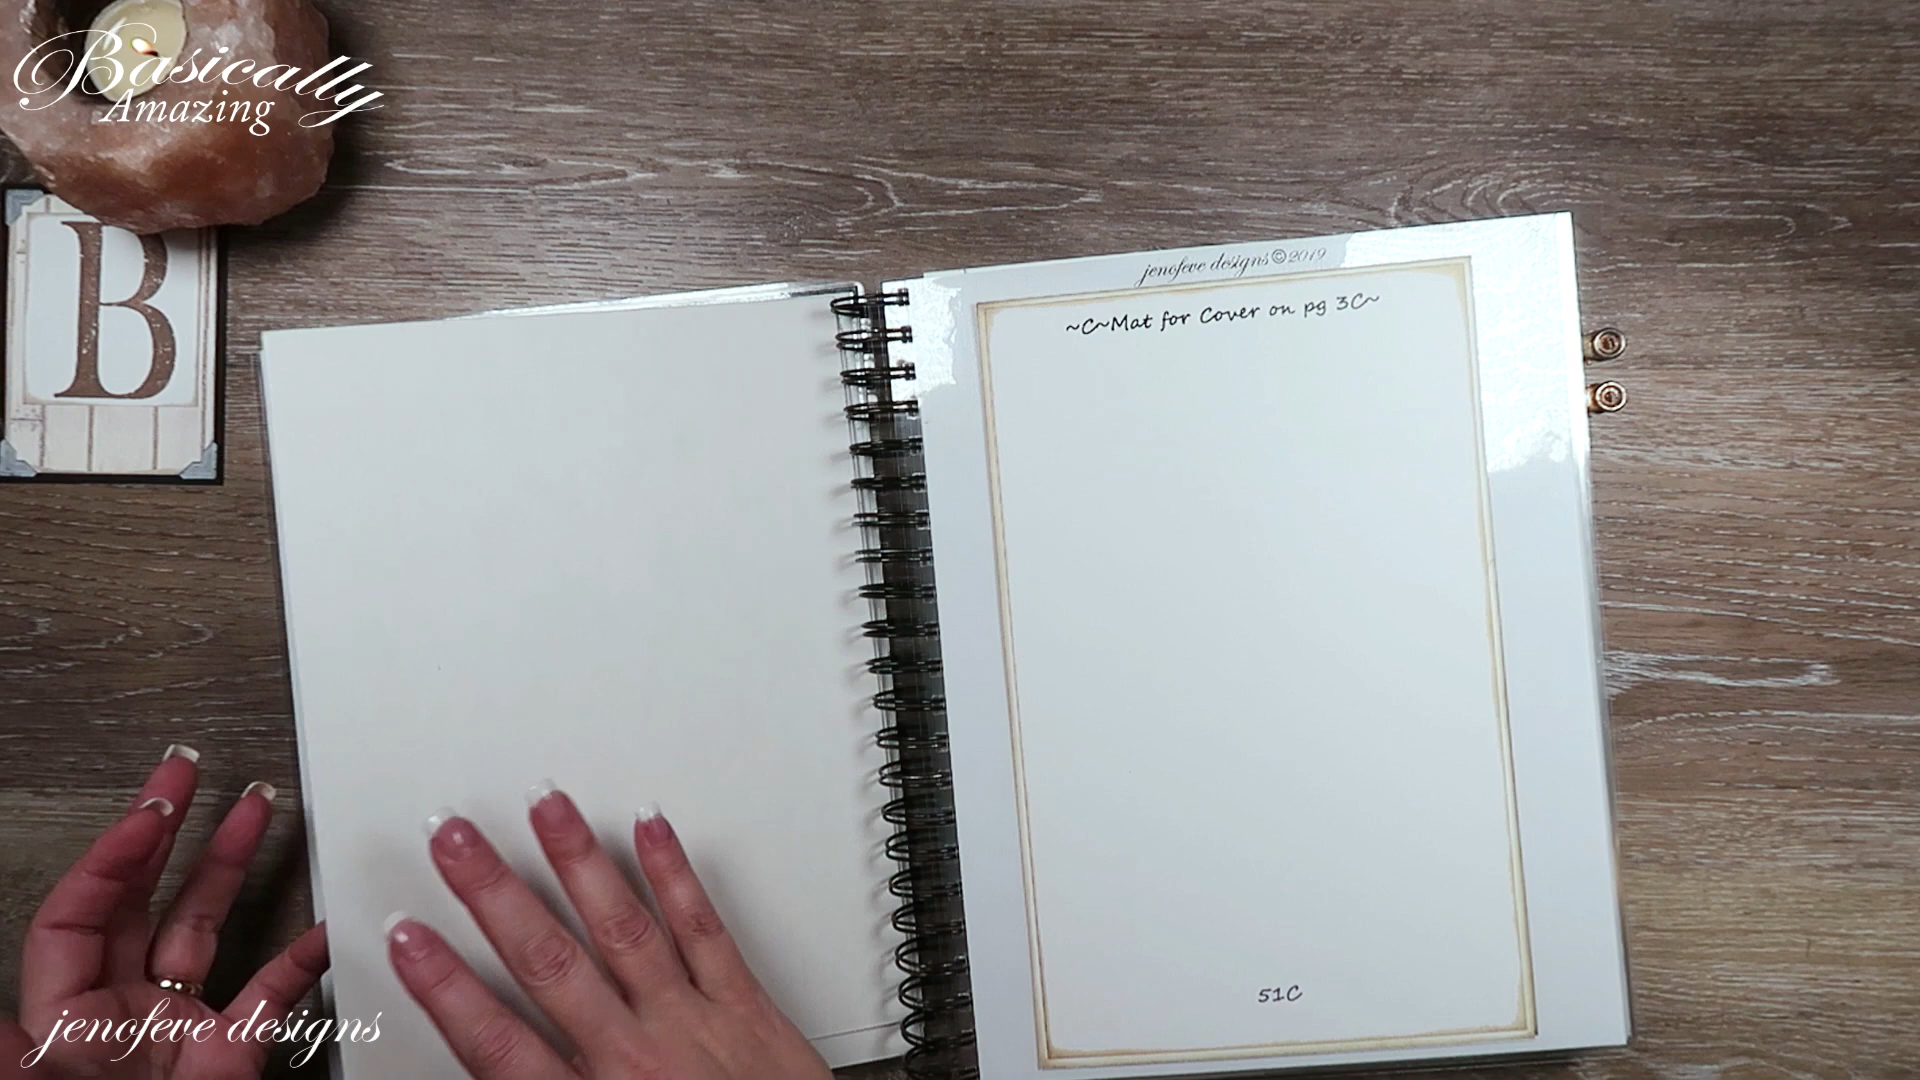 Basically
Amazing
B
jenofeve designs©2019
~C~Mat for Cover on pg 3C~
51C
jenofeve designs